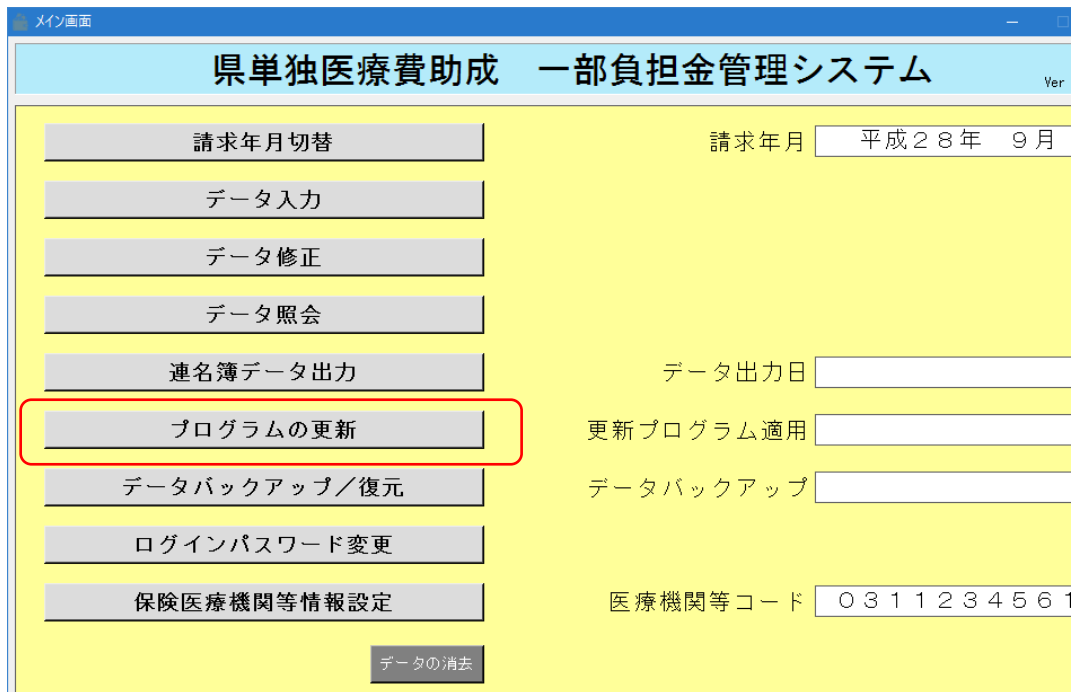 メイン画面
県単独医療費助成　一部負担金管理システム
Ver
請求年月切替
請求年月
平成２８年　９月
データ入力
データ修正
データ照会
連名簿データ出力
データ出力日
プログラムの更新
更新プログラム適用
データバックアップ／復元
データバックアップ
ログインパスワード変更
保険医療機関等情報設定
医療機関等コード
０３１１２３４５６１
データの消去